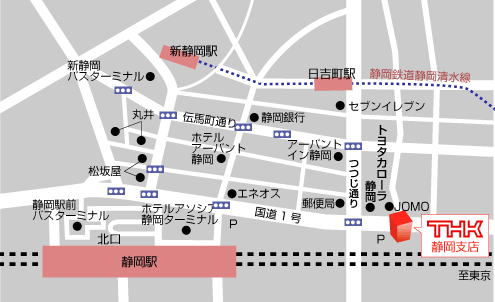 新静岡駅
新静岡
バスターミナル
日吉町駅
静岡鉄道静岡清水線
セブンイレブン
丸井
伝馬町通り
静岡銀行
ホテル
アーバント
静岡
アーバント
イン静岡
トヨタカローラ
静岡
つつじ通り
松坂屋
エネオス
郵便局
JOMO
静岡駅前
バスターミナル
ホテルアソシア
静岡ターミナル
国道1号
P
P
THK
静岡支店
北口
静岡駅
至東京